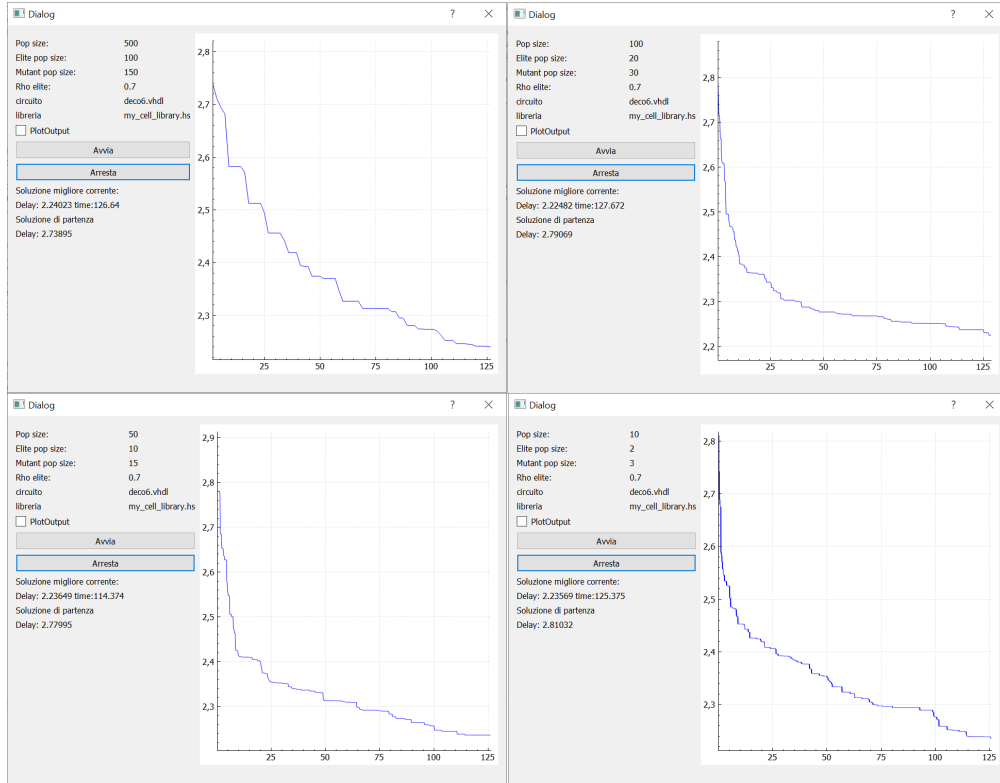 Dialog ? ×
Pop size: 500
Elite pop size: 100
Mutant pop size: 150
Rho elite: 0.7
circuito deco6.vhdl
libreria my_cell_library.hs
PlotOutput
Avvia
Arresta
Soluzione migliore corrente:
Delay: 2.24023 time:126.64
Soluzione di partenza
Delay: 2.73895
2,8
2,7
2,6
2,5
2,4
2,3
25 50 75 100 125
Dialog ? ×
Pop size: 100
Elite pop size: 20
Mutant pop size: 30
Rho elite: 0.7
circuito deco6.vhdl
libreria my_cell_library.hs
PlotOutput
Avvia
Arresta
Soluzione migliore corrente:
Delay: 2.22482 time:127.672
Soluzione di partenza
Delay: 2.79069
2,8
2,7
2,6
2,5
2,4
2,3
2,2
25 50 75 100 125
Dialog ? ×
Pop size: 50
Elite pop size: 10
Mutant pop size: 15
Rho elite: 0.7
circuito deco6.vhdl
libreria my_cell_library.hs
PlotOutput
Avvia
Arresta
Soluzione migliore corrente:
Delay: 2.23649 time:114.374
Soluzione di partenza
Delay: 2.77995
2,9
2,8
2,7
2,6
2,5
2,4
2,3
25 50 75 100 125
Dialog ? ×
Pop size: 10
Elite pop size: 2
Mutant pop size: 3
Rho elite: 0.7
circuito deco6.vhdl
libreria my_cell_library.hs
PlotOutput
Avvia
Arresta
Soluzione migliore corrente:
Delay: 2.23569 time:125.375
Soluzione di partenza
Delay: 2.81032
2,8
2,7
2,6
2,5
2,4
2,3
25 50 75 100 125